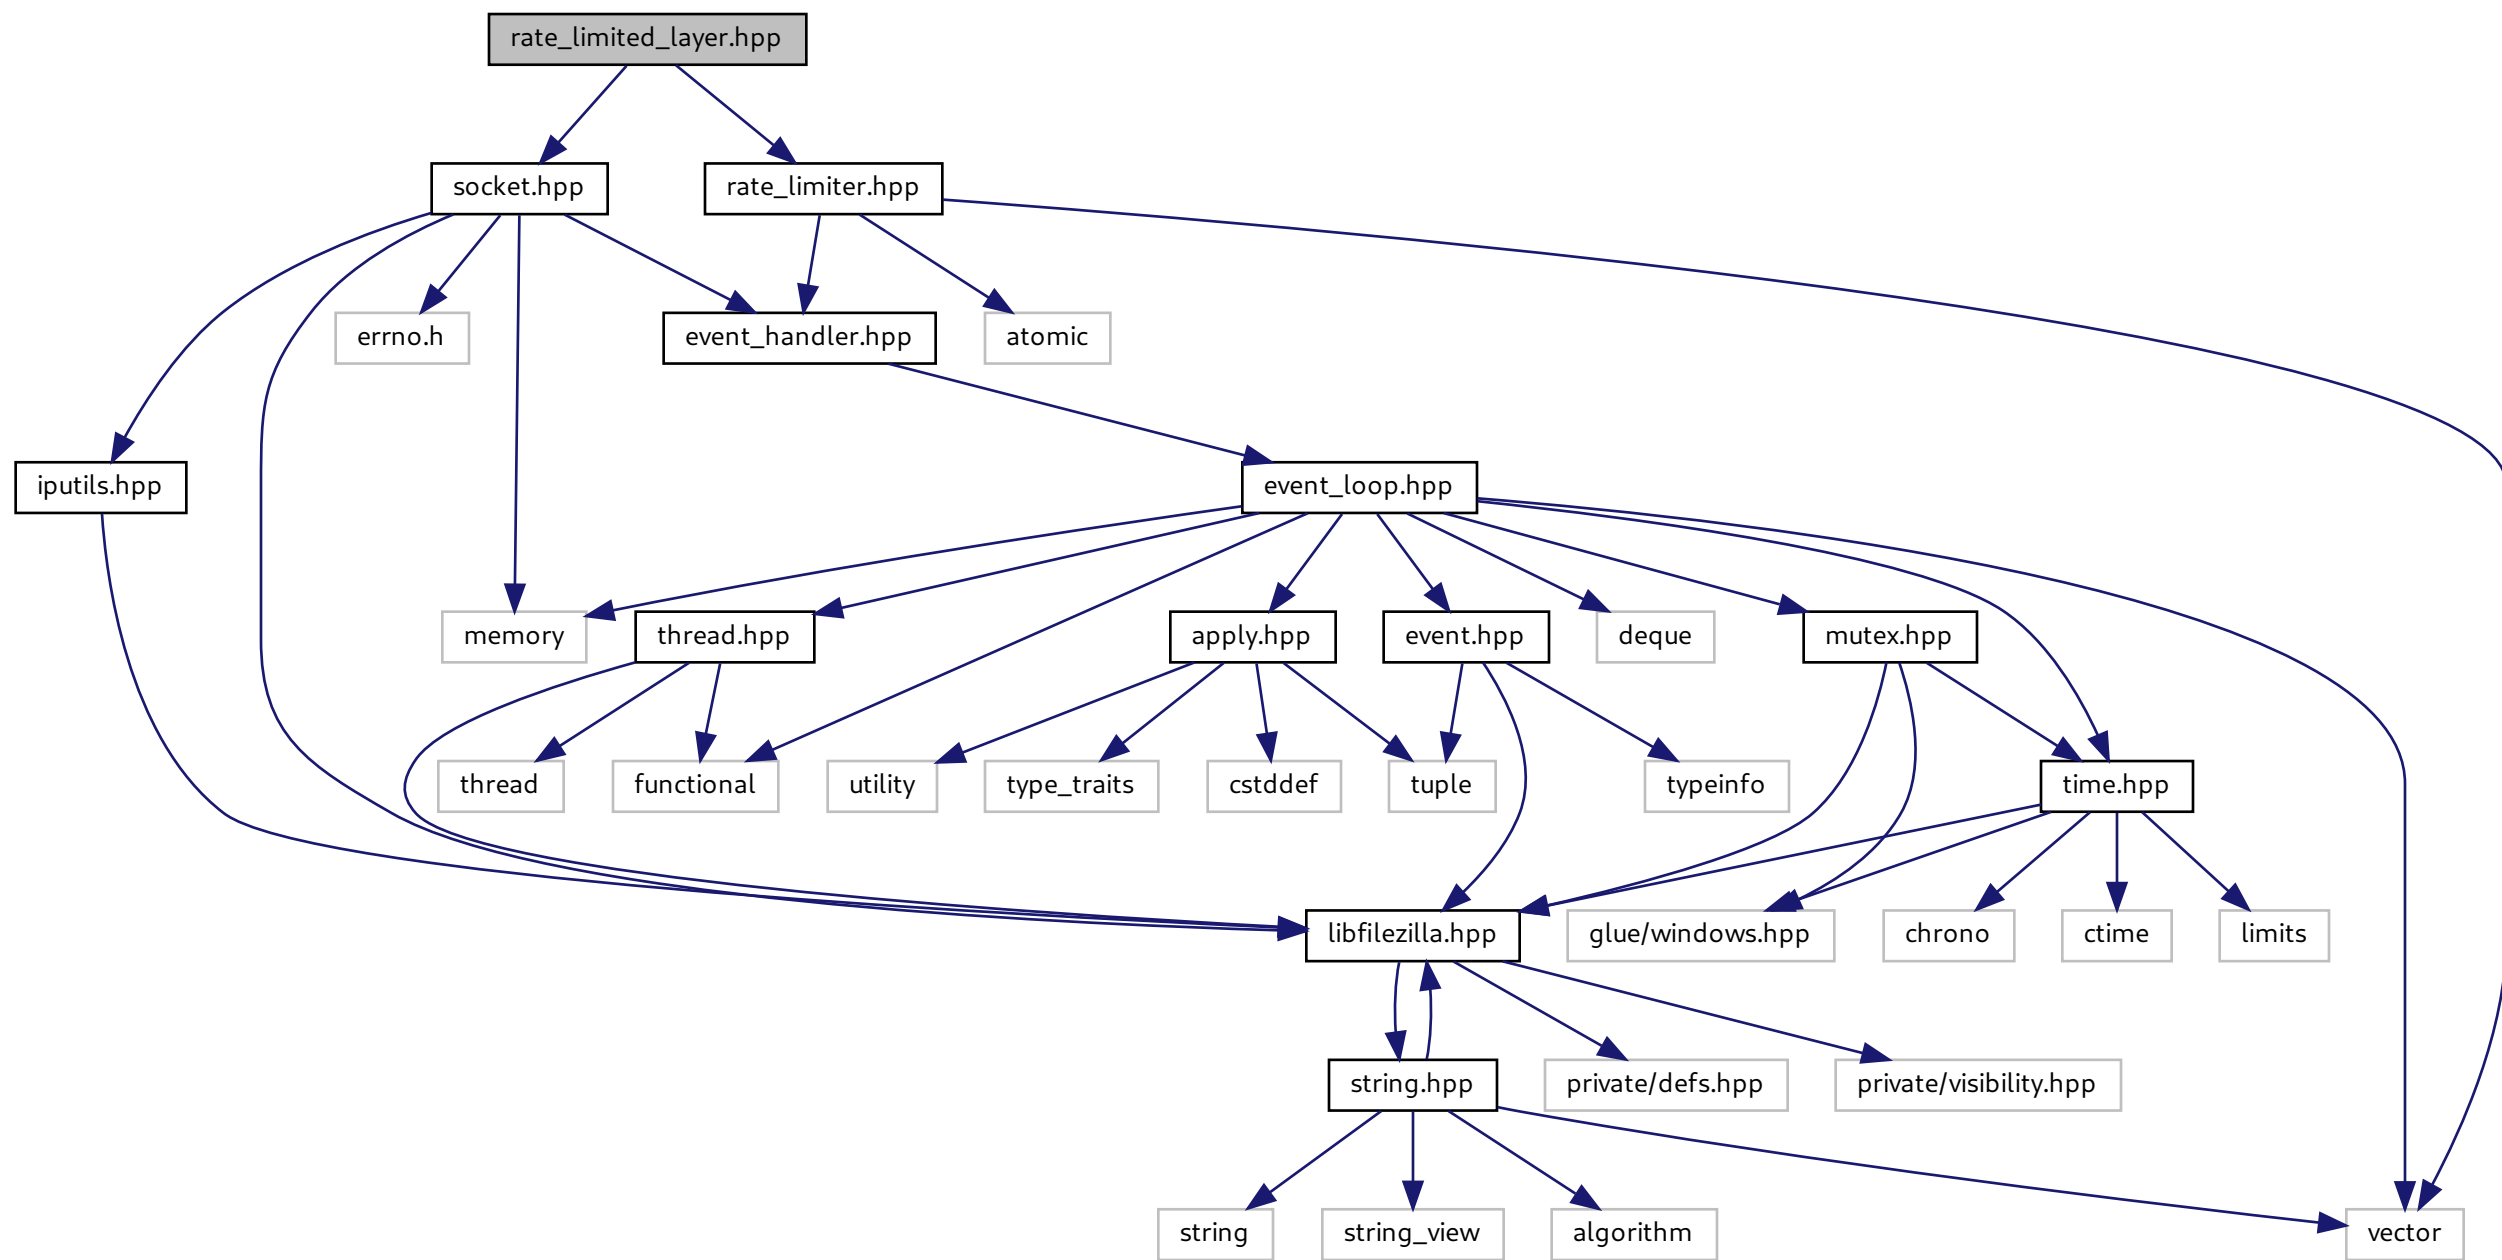 rate_limited_layer.hpp
socket.hpp
rate_limiter.hpp
errno.h
event_handler.hpp
atomic
iputils.hpp
event_loop.hpp
memory
thread.hpp
apply.hpp
event.hpp
deque
mutex.hpp
thread
functional
utility
type_traits
cstddef
tuple
typeinfo
time.hpp
libfilezilla.hpp
glue/windows.hpp
chrono
ctime
limits
string.hpp
private/defs.hpp
private/visibility.hpp
string
string_view
algorithm
vector